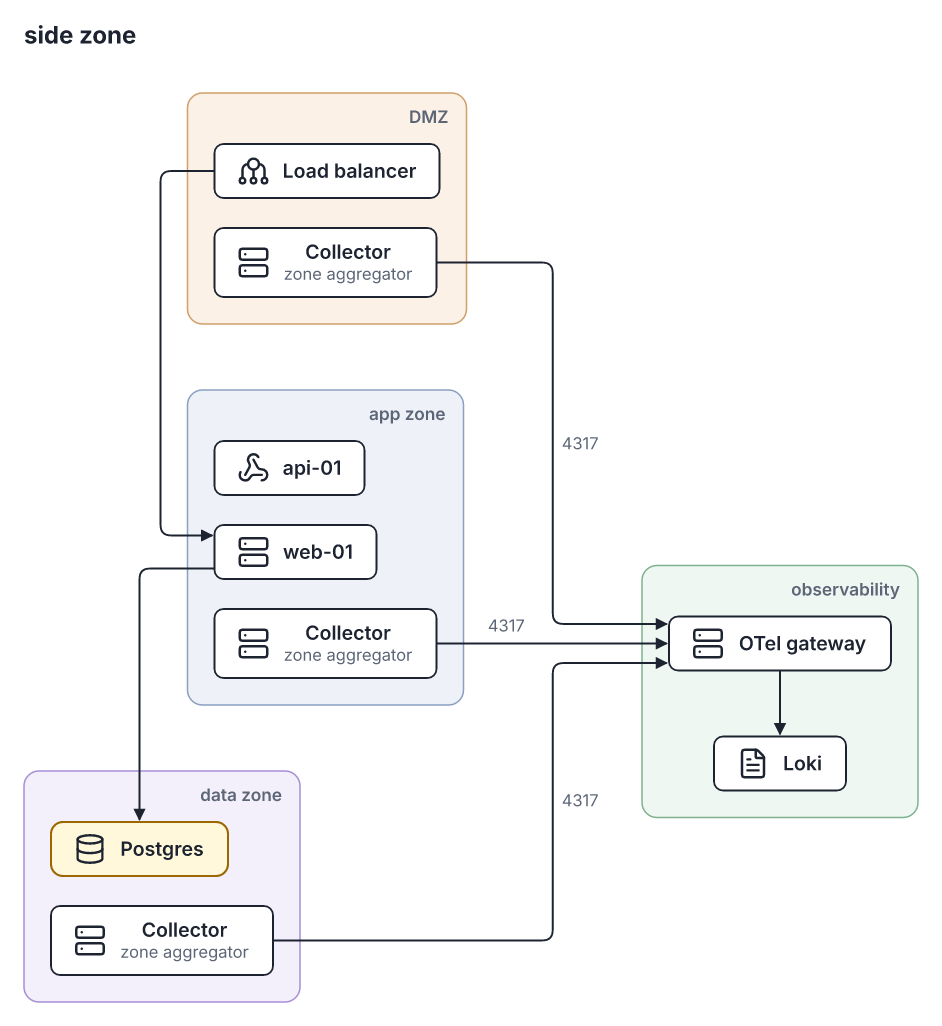 side zone
DMZ
Load balancer
Collector
zone aggregator
app zone
4317
api-01
web-01
observability
4317
Collector
zone aggregator
OTel gateway
Loki
data zone
4317
Postgres
Collector
zone aggregator